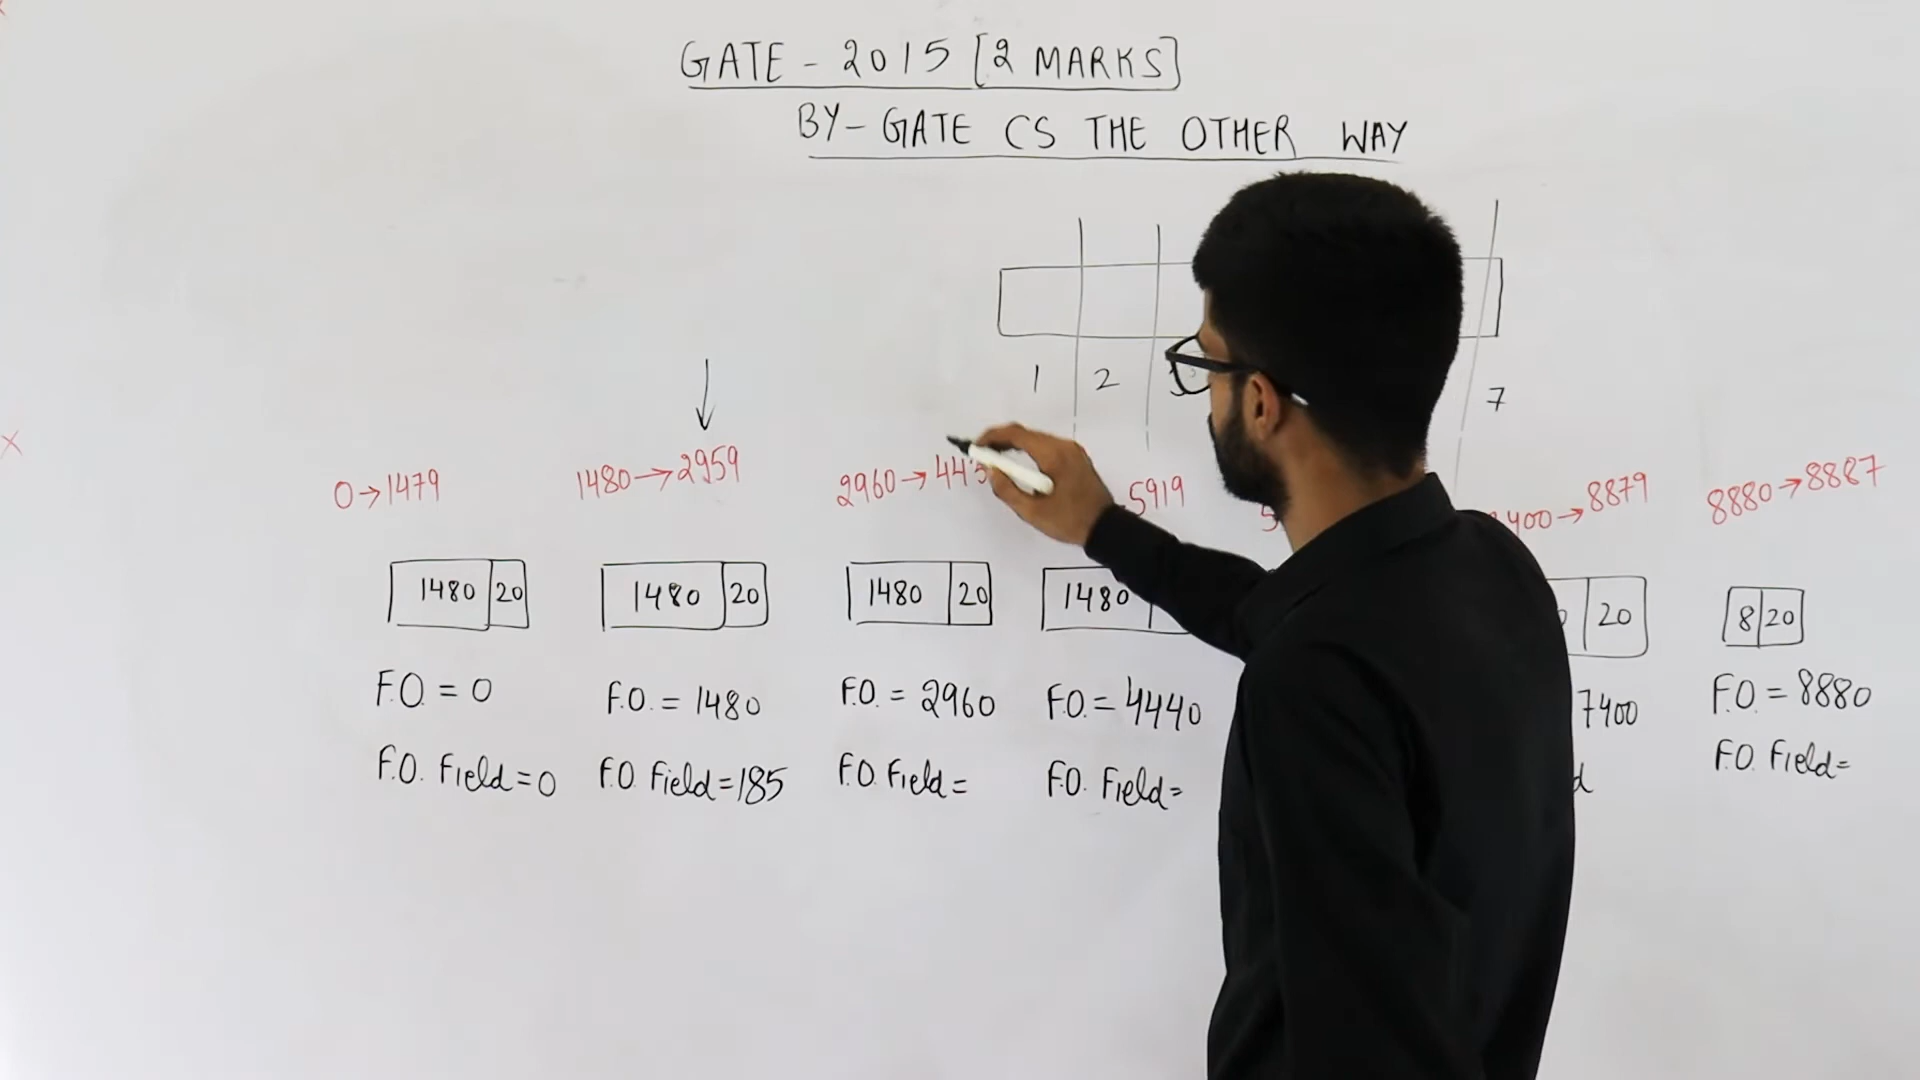 GATE - 2015 [2 MARKS]
BY - GATE CS THE OTHER WAY
1 2 7
0→1479 1480→2959 2960→445 5919 400→8879 8880→8887
1480 20 1480 20 1480 20 1480 20 8 20
F.O = 0 F.O. = 1480 F.O. = 2960 F.O. = 4440 7400 F.O = 8880
F.O. Field = 0 F.O Field = 185 F.O. Field = F.O. Field = d F.O Field =